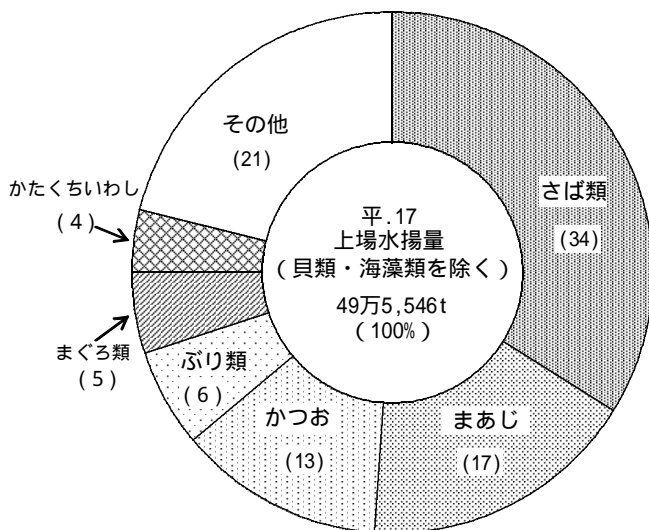 その他
(21)
かたくちいわし
(4)
まぐろ類
(5)
ぶり類
(6)
かつお
(13)
まあじ
(17)
さば類
(34)
平.17
上場水揚量
(貝類・海藻類を除く)
49万5,546t
(100%)